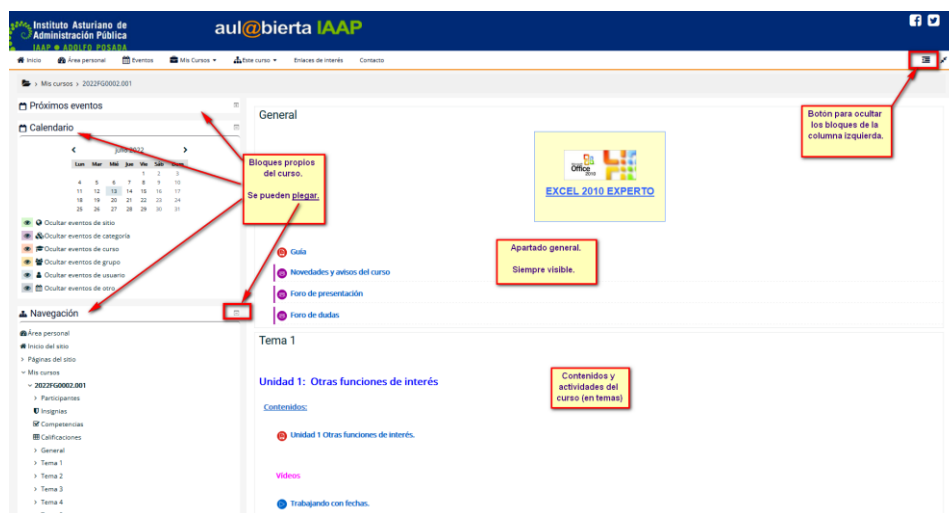 Instituto Asturiano de
Administración Pública
IAAP ADOLFO POSADA
aul@bierta IAAP
Inicio Área personal Eventos Mis Cursos Este curso Enlaces de interés Contacto
Mis cursos > 2022FG0002.001
Próximos eventos
Calendario
julio 2022
Lun Mar Mié Jue Vie Sáb Dom
1 2 3
4 5 6 7 8 9 10
11 12 13 14 15 16 17
18 19 20 21 22 23 24
25 26 27 28 29 30 31
Ocultar eventos de sitio
Ocultar eventos de categoría
Ocultar eventos de curso
Ocultar eventos de grupo
Ocultar eventos de usuario
Ocultar eventos de otro
Navegación
Área personal
Inicio del sitio
Páginas del sitio
Mis cursos
2022FG0002.001
Participantes
Insignias
Competencias
Calificaciones
General
Tema 1
Tema 2
Tema 3
Tema 4
Bloques propios
del curso.
Se pueden plegar.
General
Office
2010
EXCEL 2010 EXPERTO
Botón para ocultar
los bloques de la
columna izquierda.
Guía
Novedades y avisos del curso
Foro de presentación
Foro de dudas
Apartado general.
Siempre visible.
Tema 1
Unidad 1: Otras funciones de interés
Contenidos:
Contenidos y
actividades del
curso (en temas)
Unidad 1 Otras funciones de interés.
Vídeos
Trabajando con fechas.